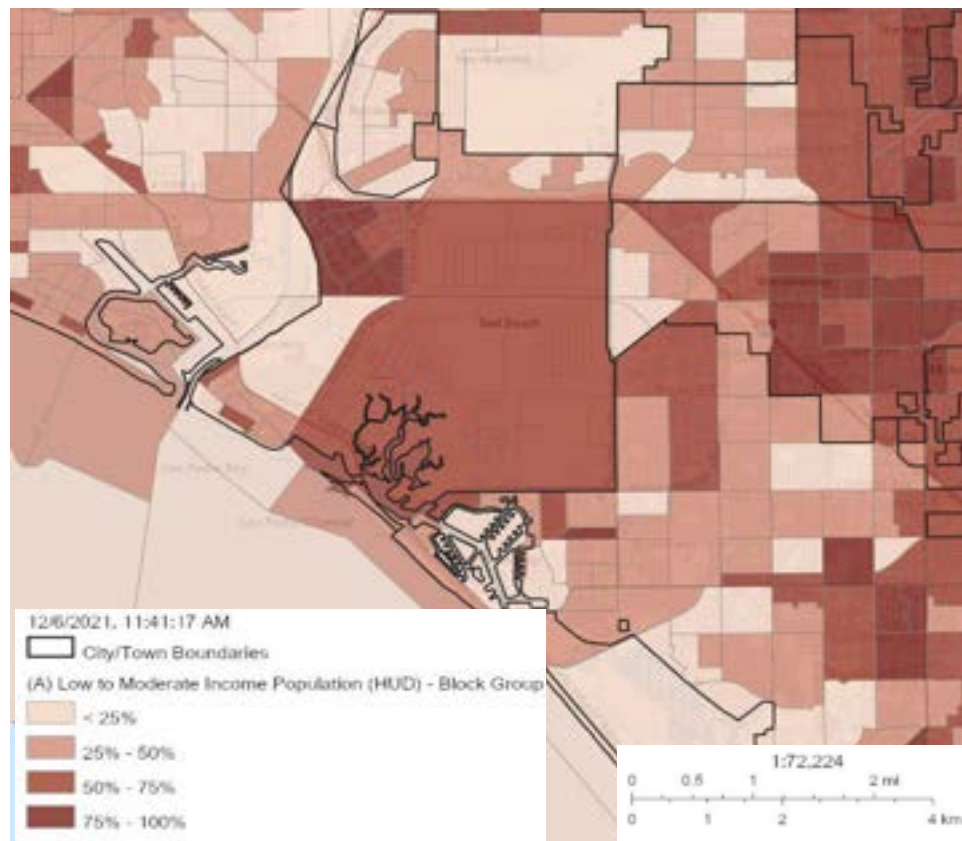 Seal Beach
12/6/2021, 11:41:17 AM
City/Town Boundaries
(A) Low to Moderate Income Population (HUD) - Block Group
< 25%
25% - 50%
50% - 75%
75% - 100%
1:72,224
0 0.5 1 2 mi
0 1 2 4 km